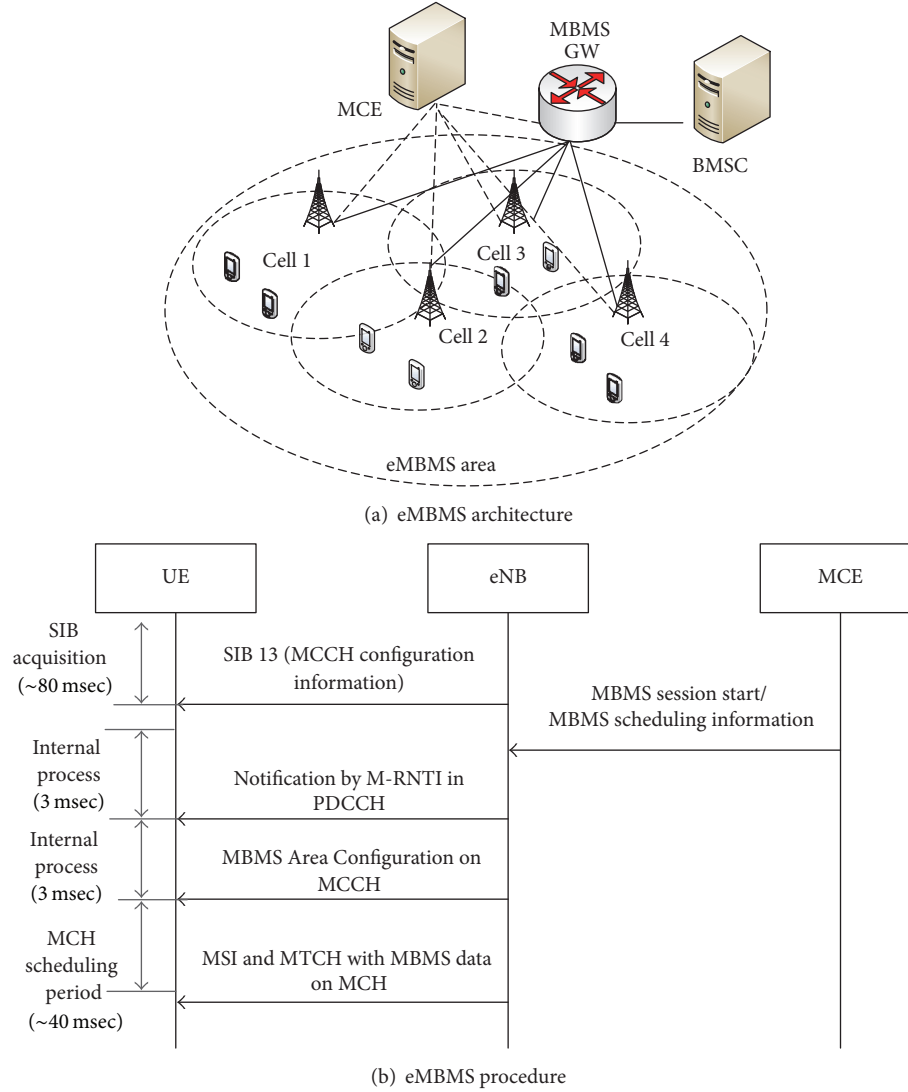 MBMS
GW
MCE
BMSC
Cell 1
Cell 3
Cell 2
Cell 4
eMBMS area
(a) eMBMS architecture
UE
eNB
MCE
SIB
acquisition
(~80 msec)
SIB 13 (MCCH configuration
information)
MBMS session start/
MBMS scheduling information
Internal
process
(3 msec)
Notification by M-RNTI in
PDCCH
Internal
process
(3 msec)
MBMS Area Configuration on
MCCH
MCH
scheduling
period
(~40 msec)
MSI and MTCH with MBMS data
on MCH
(b) eMBMS procedure